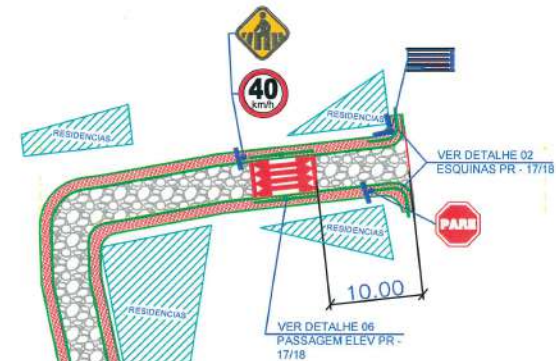 40
km/h
RESIDENCIAS
RESIDENCIAS
VER DETALHE 02
ESQUINAS PR - 17/18
PARE
RESIDENCIAS
RESIDENCIAS
10.00
VER DETALHE 06
PASSAGEM ELEV PR -
17/18